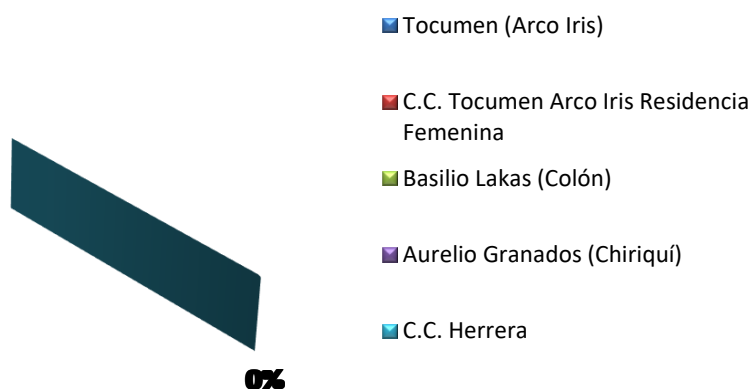 Tocumen (Arco Iris)
C.C. Tocumen Arco Iris Residencia
Femenina
Basilio Lakas (Colón)
Aurelio Granados (Chiriquí)
C.C. Herrera
0%